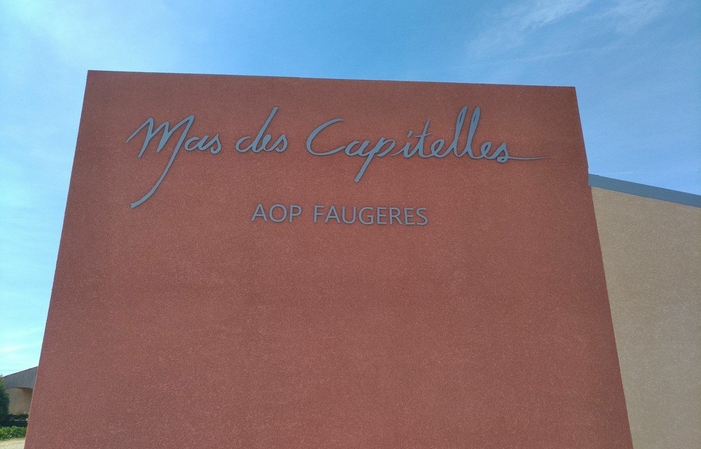 Mas des Capitelles
AOP FAUGERES